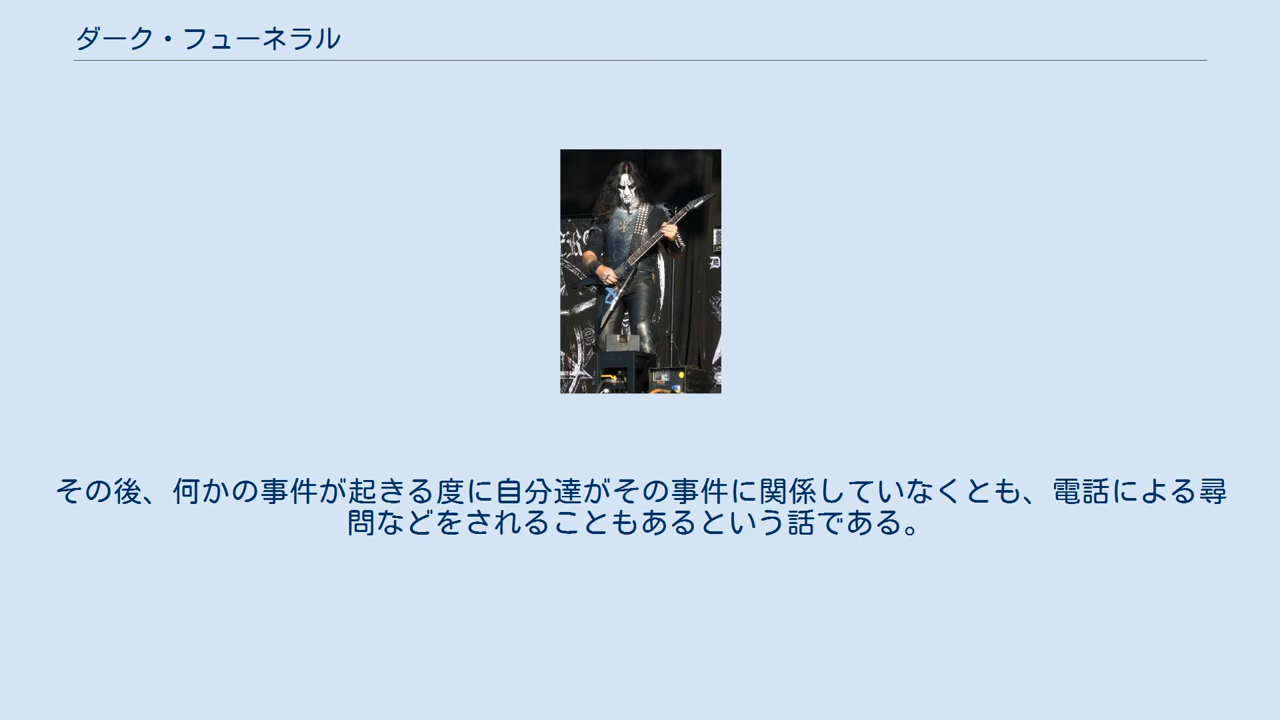 ダーク・フューネラル
その後、何かの事件が起きる度に自分達がその事件に関係していなくとも、電話による尋
問などをされることもあるという話である。